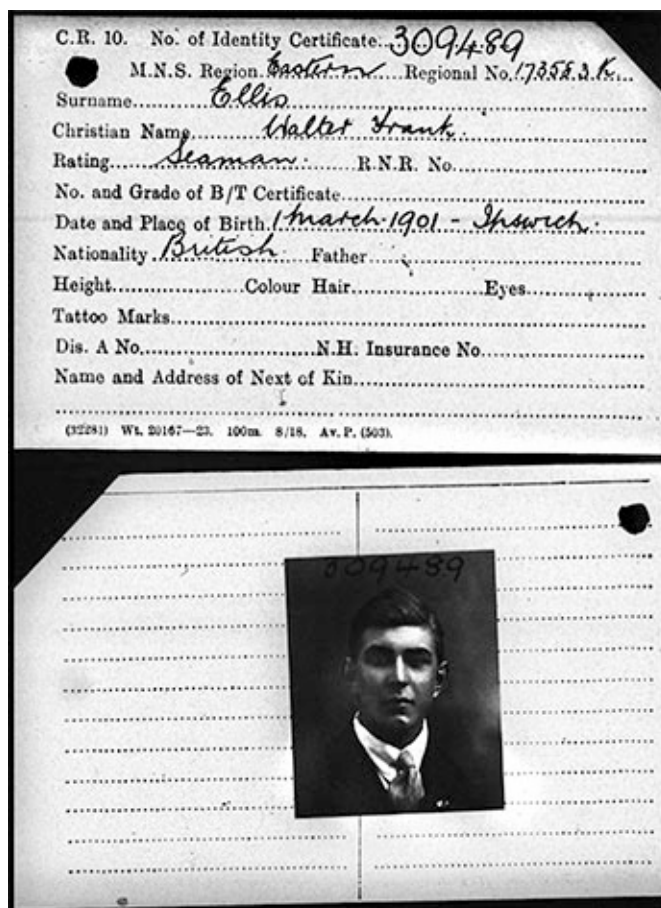 C.R. 10. No. of Identity Certificate 309489
M.N.S. Region Eastern Regional No. 17355 3 K
Surname Ellis
Christian Name Walter Frank.
Rating Seaman. R.N.R. No.
No. and Grade of B/T Certificate
Date and Place of Birth 1 March 1901 - Ipswich.
Nationality British. Father
Height Colour Hair Eyes
Tattoo Marks
Dis. A No. N.H. Insurance No.
Name and Address of Next of Kin
(32281) Wt. 20167—23. 100m. 8/18. Av. P. (503).
309489